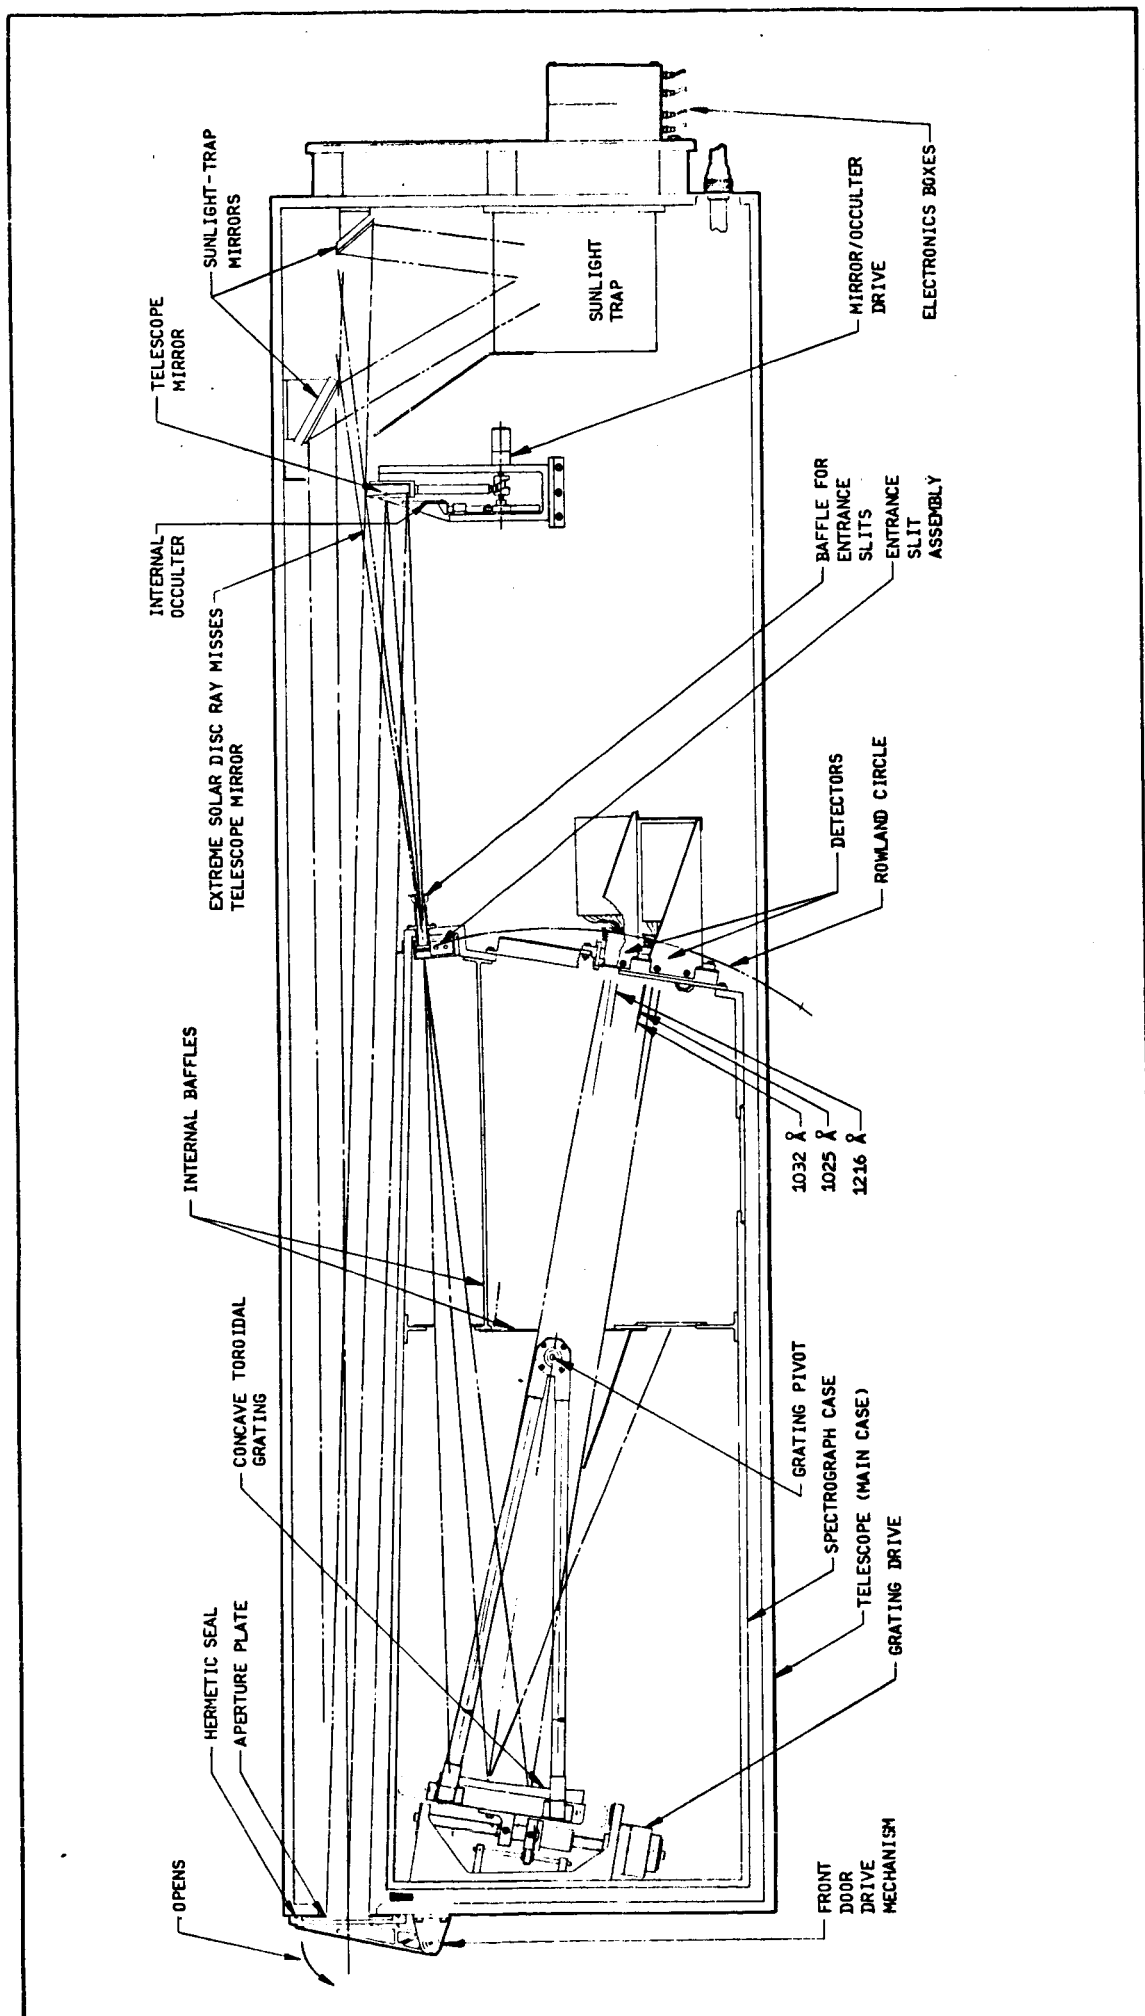 OPENS
HERMETIC SEAL
APERTURE PLATE
CONCAVE TOROIDAL
GRATING
INTERNAL BAFFLES
EXTREME SOLAR DISC RAY MISSES
TELESCOPE MIRROR
INTERNAL
OCCULTER
TELESCOPE
MIRROR
SUNLIGHT-TRAP
MIRRORS
SUNLIGHT
TRAP
FRONT
DOOR
DRIVE
MECHANISM
GRATING PIVOT
SPECTROGRAPH CASE
TELESCOPE (MAIN CASE)
GRATING DRIVE
1032 Å
1025 Å
1216 Å
DETECTORS
ROWLAND CIRCLE
BAFFLE FOR
ENTRANCE
SLITS
ENTRANCE
SLIT
ASSEMBLY
MIRROR/OCCULTER
DRIVE
ELECTRONICS BOXES